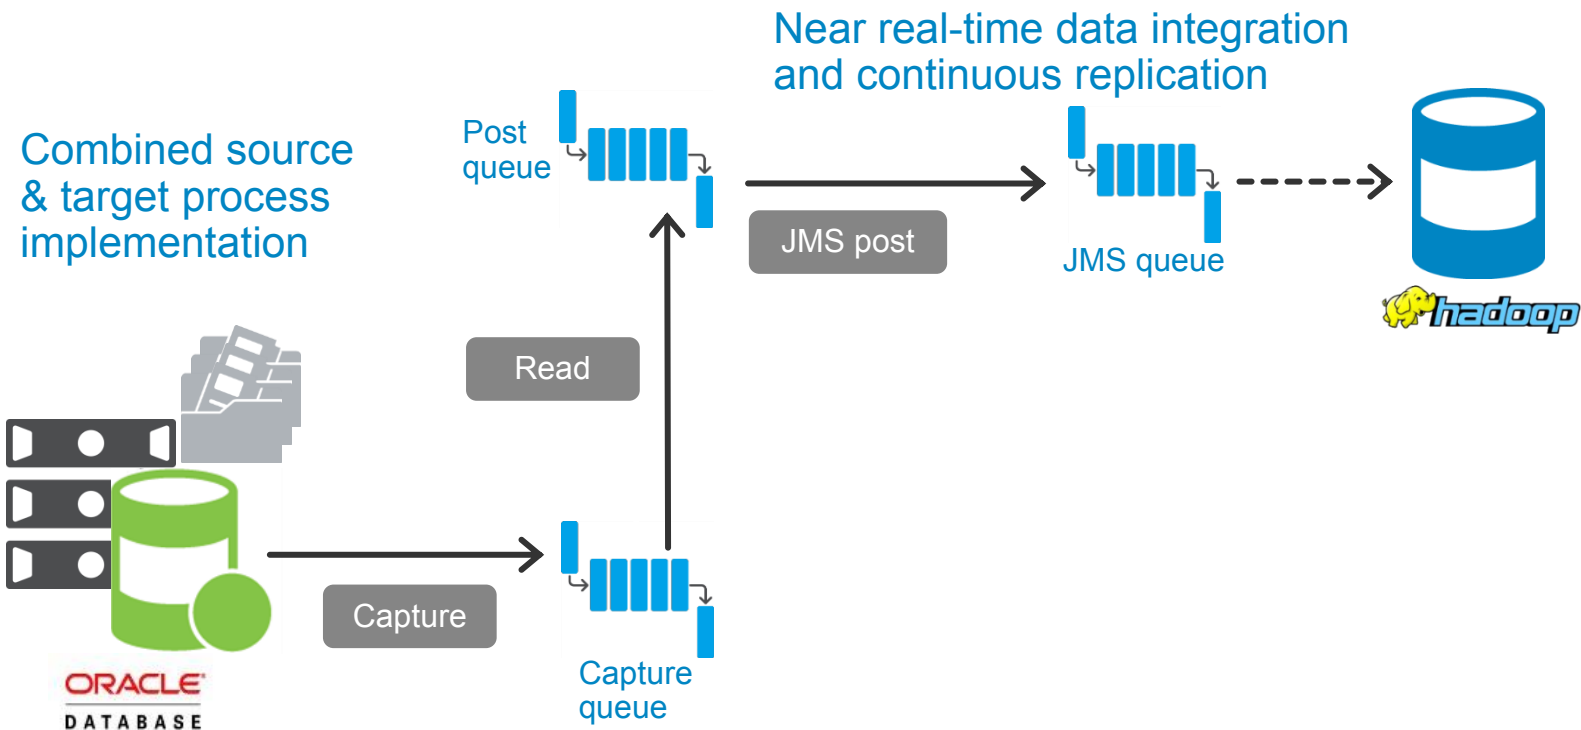 Near real-time data integration
and continuous replication
Combined source
& target process
implementation
Post
queue
JMS post
JMS queue
hadoop
Read
Capture
Capture
queue
ORACLE®
DATABASE